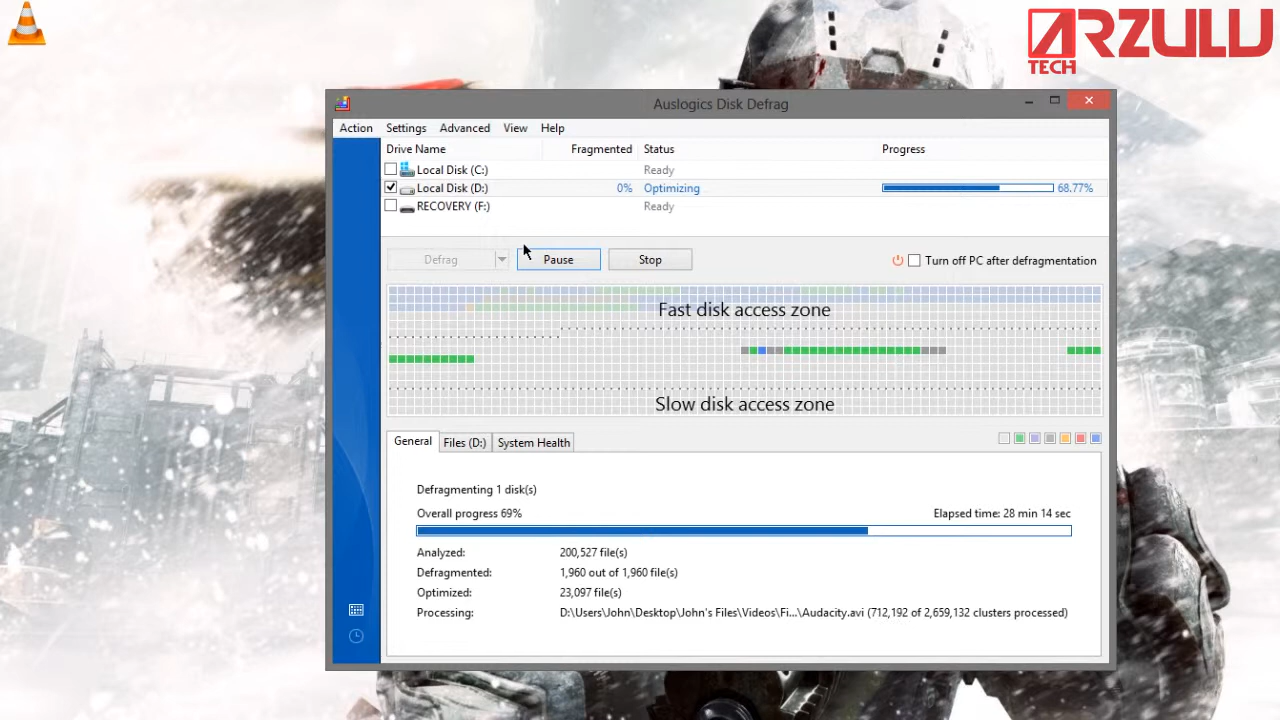 ARZULU
TECH
Auslogics Disk Defrag
Action Settings Advanced View Help
Drive Name Fragmented Status Progress
Local Disk (C:) Ready
Local Disk (D:) 0% Optimizing 68.77%
RECOVERY (F:) Ready
Defrag Pause Stop Turn off PC after defragmentation
Fast disk access zone
Slow disk access zone
General Files (D:) System Health
Defragmenting 1 disk(s)
Overall progress 69% Elapsed time: 28 min 14 sec
Analyzed: 200,527 file(s)
Defragmented: 1,960 out of 1,960 file(s)
Optimized: 23,097 file(s)
Processing: D:\Users\John\Desktop\John's Files\Videos\Fi...\Audacity.avi (712,192 of 2,659,132 clusters processed)